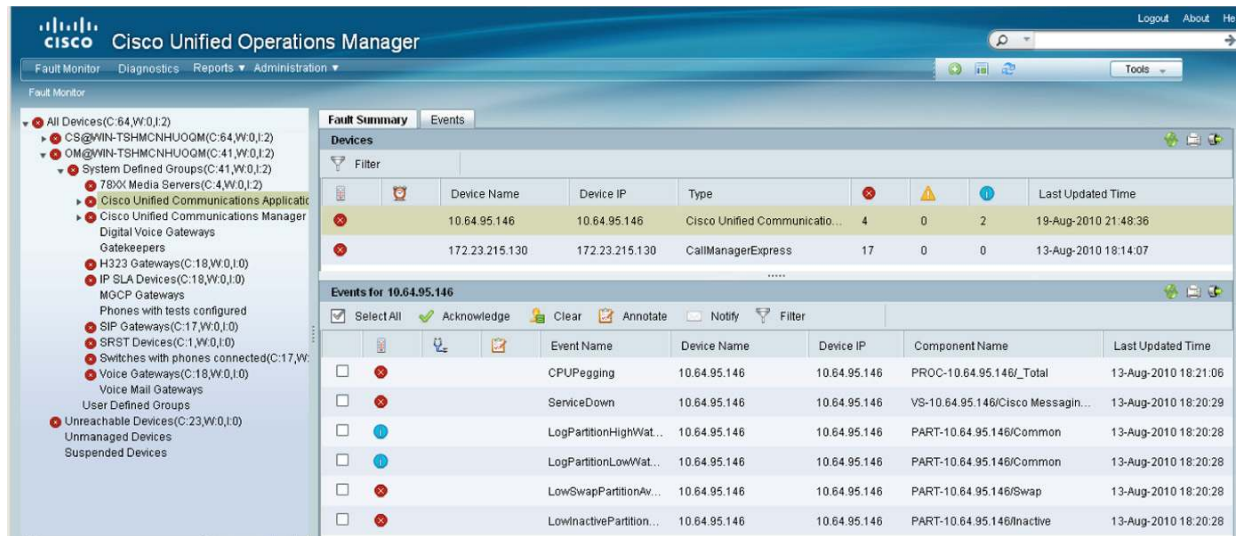 Logout About He
CISCO Cisco Unified Operations Manager
Fault Monitor Diagnostics Reports Administration
Tools
Fault Monitor
All Devices(C:64,W:0,I:2)
CS@WIN-TSHMCNHUOQM(C:64,W:0,I:2)
OM@WIN-TSHMCNHUOQM(C:41,W:0,I:2)
System Defined Groups(C:41,W:0,I:2)
78XX Media Servers(C:4,W:0,I:2)
Cisco Unified Communications Applicatic
Cisco Unified Communications Manager
Digital Voice Gateways
Gatekeepers
H323 Gateways(C:18,W:0,I:0)
IP SLA Devices(C:18,W:0,I:0)
MGCP Gateways
Phones with tests configured
SIP Gateways(C:17,W:0,I:0)
SRST Devices(C:1,W:0,I:0)
Switches with phones connected(C:17,W:
Voice Gateways(C:18,W:0,I:0)
Voice Mail Gateways
User Defined Groups
Unreachable Devices(C:23,W:0,I:0)
Unmanaged Devices
Suspended Devices
Fault Summary Events
Devices
Filter
Device Name Device IP Type Last Updated Time
10.64.95.146 10.64.95.146 Cisco Unified Communicatio... 4 0 2 19-Aug-2010 21:48:36
172.23.215.130 172.23.215.130 CallManagerExpress 17 0 0 13-Aug-2010 18:14:07
Events for 10.64.95.146
Select All Acknowledge Clear Annotate Notify Filter
Event Name Device Name Device IP Component Name Last Updated Time
CPUPegging 10.64.95.146 10.64.95.146 PROC-10.64.95.146/_Total 13-Aug-2010 18:21:06
ServiceDown 10.64.95.146 10.64.95.146 VS-10.64.95.146/Cisco Messagin... 13-Aug-2010 18:20:29
LogPartitionHighWat... 10.64.95.146 10.64.95.146 PART-10.64.95.146/Common 13-Aug-2010 18:20:28
LogPartitionLowWat... 10.64.95.146 10.64.95.146 PART-10.64.95.146/Common 13-Aug-2010 18:20:28
LowSwapPartitionAv... 10.64.95.146 10.64.95.146 PART-10.64.95.146/Swap 13-Aug-2010 18:20:28
LowInactivePartition... 10.64.95.146 10.64.95.146 PART-10.64.95.146/Inactive 13-Aug-2010 18:20:28